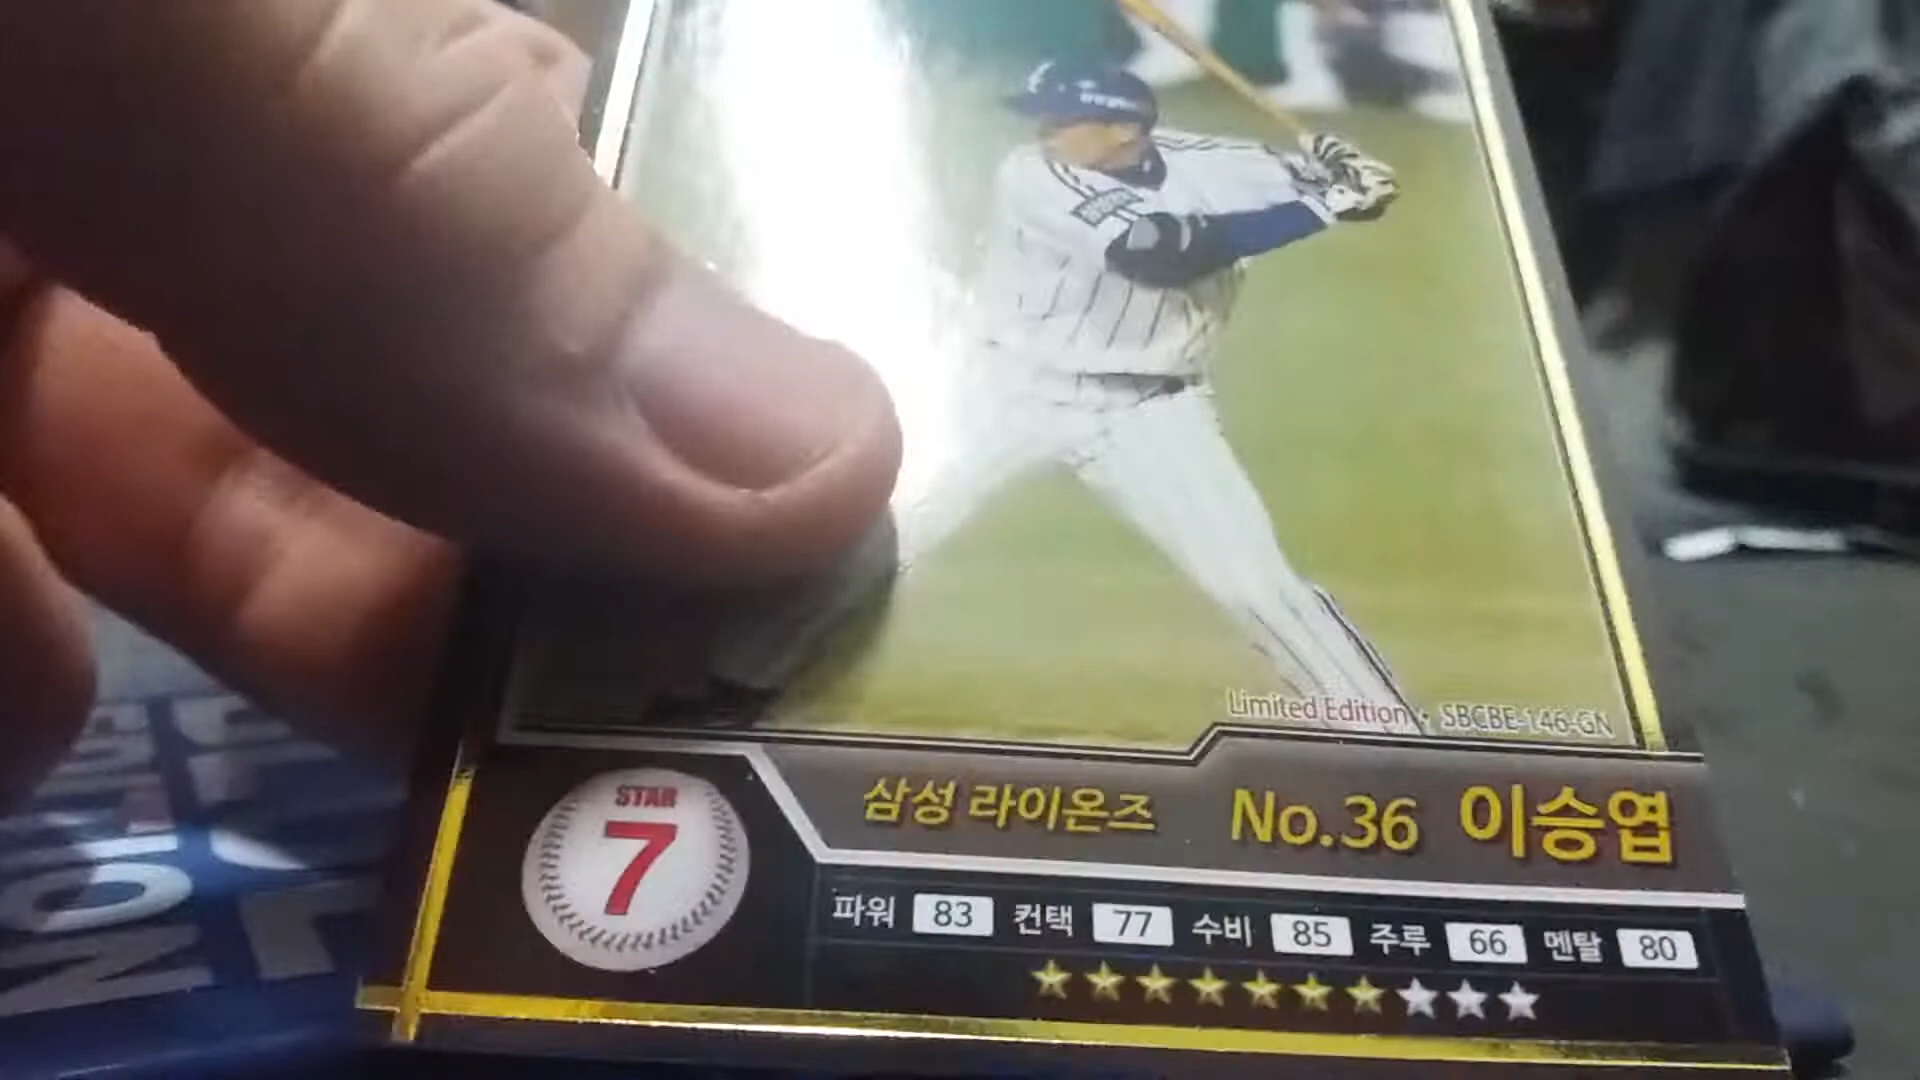 Limited Edition · SBCBE-146-GN
삼성 라이온즈 No.36 이승엽
STAR
7
파워 83 컨택 77 수비 85 주루 66 멘탈 80